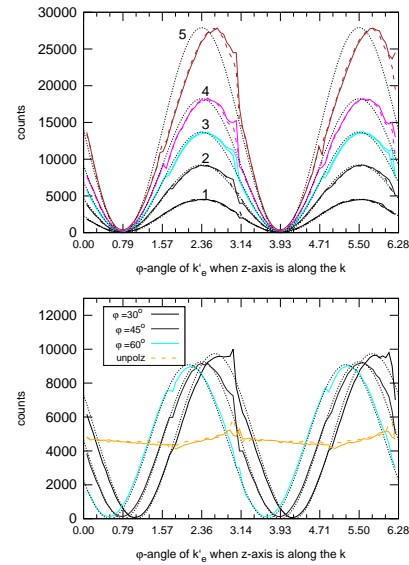 30000
25000
20000
15000
10000
5000
0
counts
5
4
3
2
1
0.00 0.79 1.57 2.36 3.14 3.93 4.71 5.50 6.28
φ-angle of k'e when z-axis is along the k
12000
10000
8000
6000
4000
2000
0
counts
φ=30°
φ=45°
φ=60°
unpolz
0.00 0.79 1.57 2.36 3.14 3.93 4.71 5.50 6.28
φ-angle of k'e when z-axis is along the k